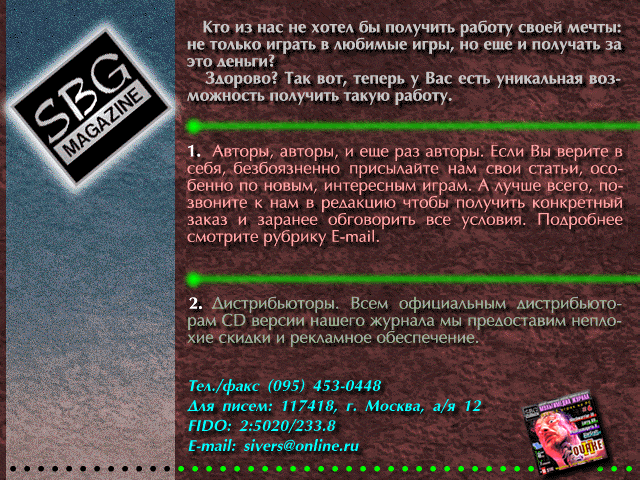 SBG
MAGAZINE
Кто из нас не хотел бы получить работу своей мечты:
не только играть в любимые игры, но еще и получать за
это деньги?
Здорово? Так вот, теперь у Вас есть уникальная воз-
можность получить такую работу.
1. Авторы, авторы, и еще раз авторы. Если Вы верите в
себя, безбоязненно присылайте нам свои статьи, осо-
бенно по новым, интересным играм. А лучше всего, по-
звоните к нам в редакцию чтобы получить конкретный
заказ и заранее обговорить все условия. Подробнее
смотрите рубрику E-mail.
2. Дистрибьюторы. Всем официальным дистрибьюто-
рам CD версии нашего журнала мы предоставим непло-
хие скидки и рекламное обеспечение.
Тел./факс (095) 453-0448
Для писем: 117418, г. Москва, а/я 12
FIDO: 2:5020/233.8
E-mail: sivers@online.ru
SBG
QUAKE